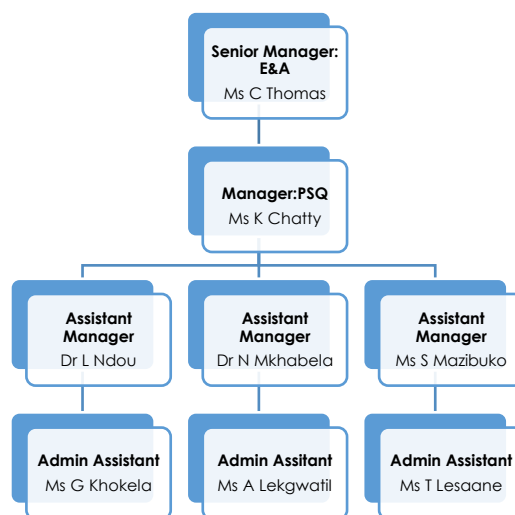 Senior Manager:
E&A
Ms C Thomas
Manager:PSQ
Ms K Chatty
Assistant
Manager
Dr L Ndou
Assistant
Manager
Dr N Mkhabela
Assistant
Manager
Ms S Mazibuko
Admin Assistant
Ms G Khokela
Admin Assitant
Ms A Lekgwatil
Admin Assistant
Ms T Lesaane